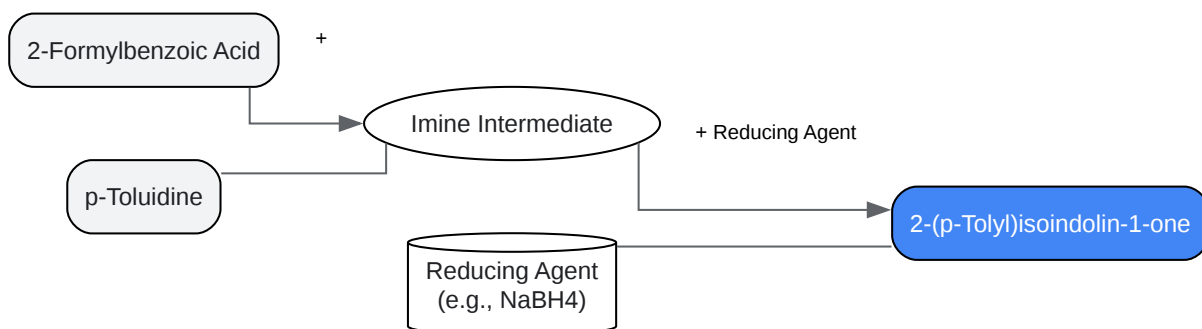 2-Formylbenzoic Acid
+
Imine Intermediate
+ Reducing Agent
p-Toluidine
2-(p-Tolyl)isoindolin-1-one
Reducing Agent
(e.g., NaBH4)